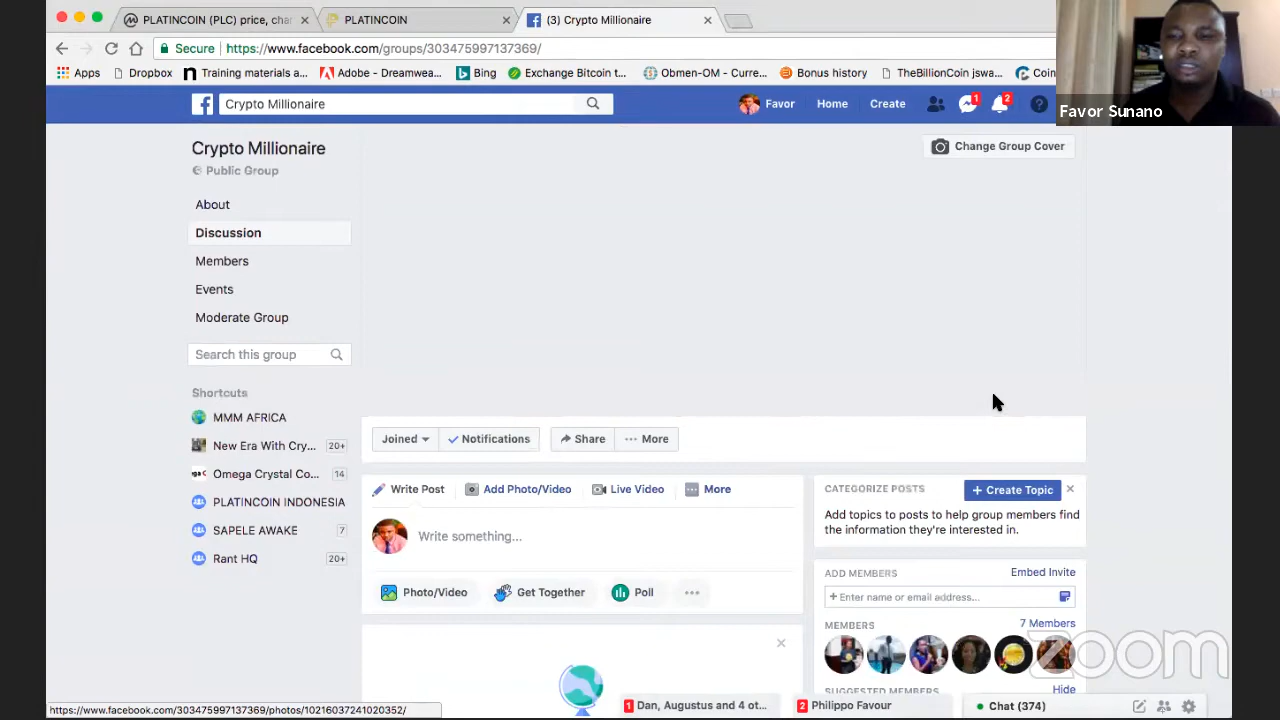 PLATINCOIN (PLC) price, char
PLATINCOIN
(3) Crypto Millionaire
Secure
https://www.facebook.com/groups/303475997137369/
Apps
Dropbox
Training materials a...
Adobe - Dreamwea...
Bing
Exchange Bitcoin t...
Obmen-OM - Curre...
Bonus history
TheBillionCoin jswa...
Coin
Favor Sunano
Crypto Millionaire
Favor
Home
Create
1
2
Crypto Millionaire
Public Group
Change Group Cover
About
Discussion
Members
Events
Moderate Group
Search this group
Shortcuts
MMM AFRICA
New Era With Cry... 20+
Omega Crystal Co... 14
PLATINCOIN INDONESIA
SAPELE AWAKE 7
Rant HQ 20+
Joined
Notifications
Share
More
Write Post
Add Photo/Video
Live Video
More
Write something...
Photo/Video
Get Together
Poll
CATEGORIZE POSTS
+ Create Topic
Add topics to posts to help group members find
the information they're interested in.
ADD MEMBERS
Embed Invite
+ Enter name or email address...
MEMBERS
7 Members
SUGGESTED MEMBERS
Hide
zoom
https://www.facebook.com/303475997137369/photos/10216037241020352/
1 Dan, Augustus and 4 ot...
2 Philippo Favour
Chat (374)